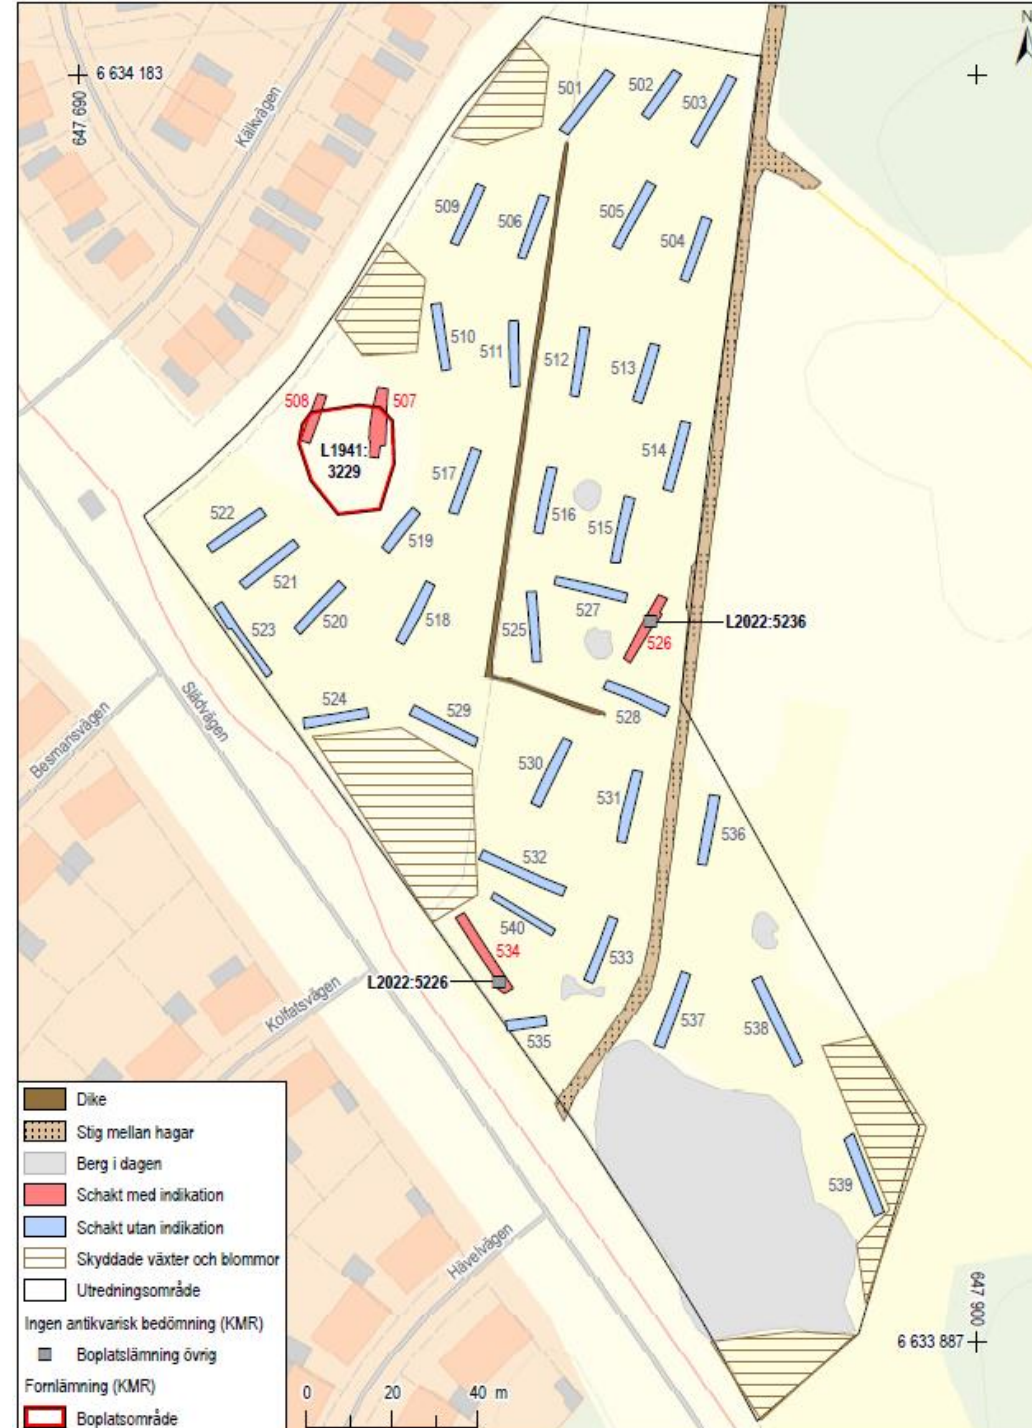 N
6 634 183
647 690
Kälkvägen
501
502
503
509
506
505
504
510
511
512
513
508
507
L1941:
3229
517
514
516
515
522
519
521
520
518
523
527
525
526
L2022:5236
528
524
529
Slädvägen
Besmansvägen
530
531
536
532
540
534
533
L2022:5226
Kolfatsvägen
535
537
538
539
Hävelvägen
647 900
6 633 887
Dike
Stig mellan hagar
Berg i dagen
Schakt med indikation
Schakt utan indikation
Skyddade växter och blommor
Utredningsområde
Ingen antikvarisk bedömning (KMR)
Boplatslämning övrig
Fornlämning (KMR)
Boplatsområde
0 20 40 m